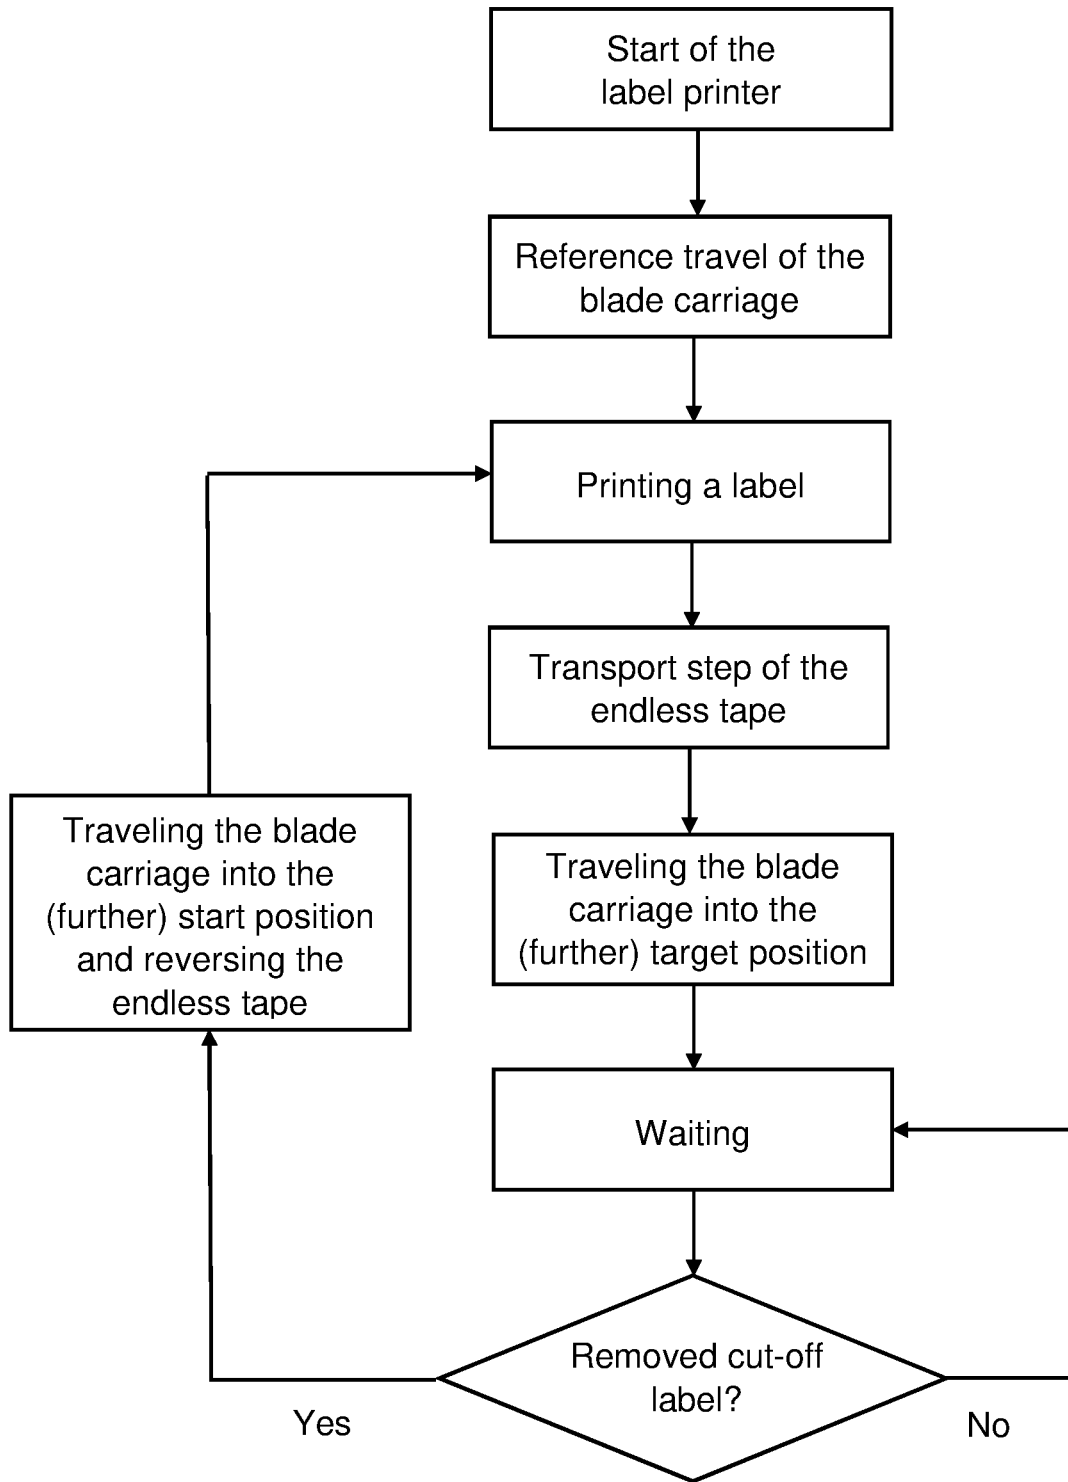 Start of the
label printer
Reference travel of the
blade carriage
Printing a label
Transport step of the
endless tape
Traveling the blade
carriage into the
(further) start position
and reversing the
endless tape
Traveling the blade
carriage into the
(further) target position
Waiting
Removed cut-off
label?
Yes
No